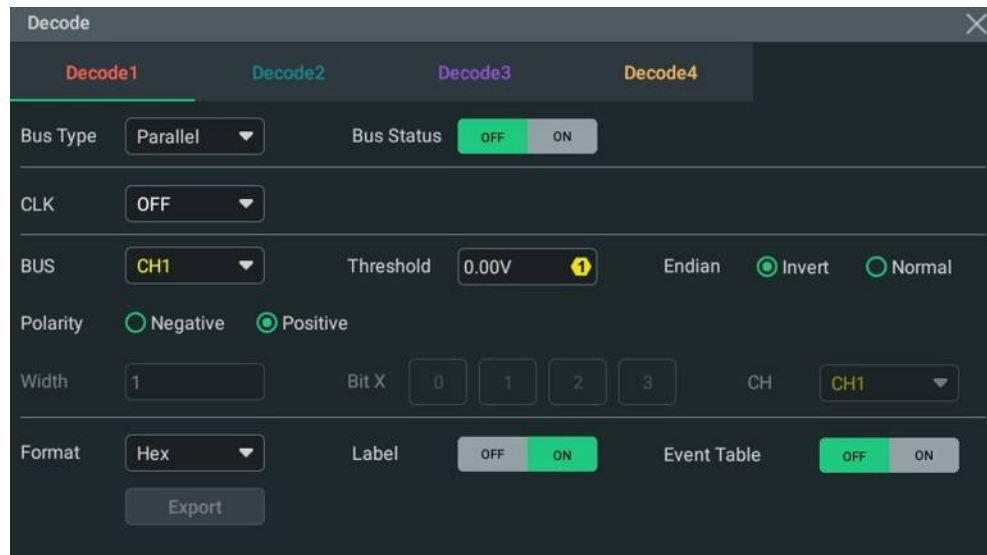 Decode
Decode1 Decode2 Decode3 Decode4
Bus Type Parallel Bus Status OFF ON
CLK OFF
BUS CH1 Threshold 0.00V 1 Endian Invert Normal
Polarity Negative Positive
Width 1 Bit X 0 1 2 3 CH CH1
Format Hex Label OFF ON Event Table OFF ON
Export